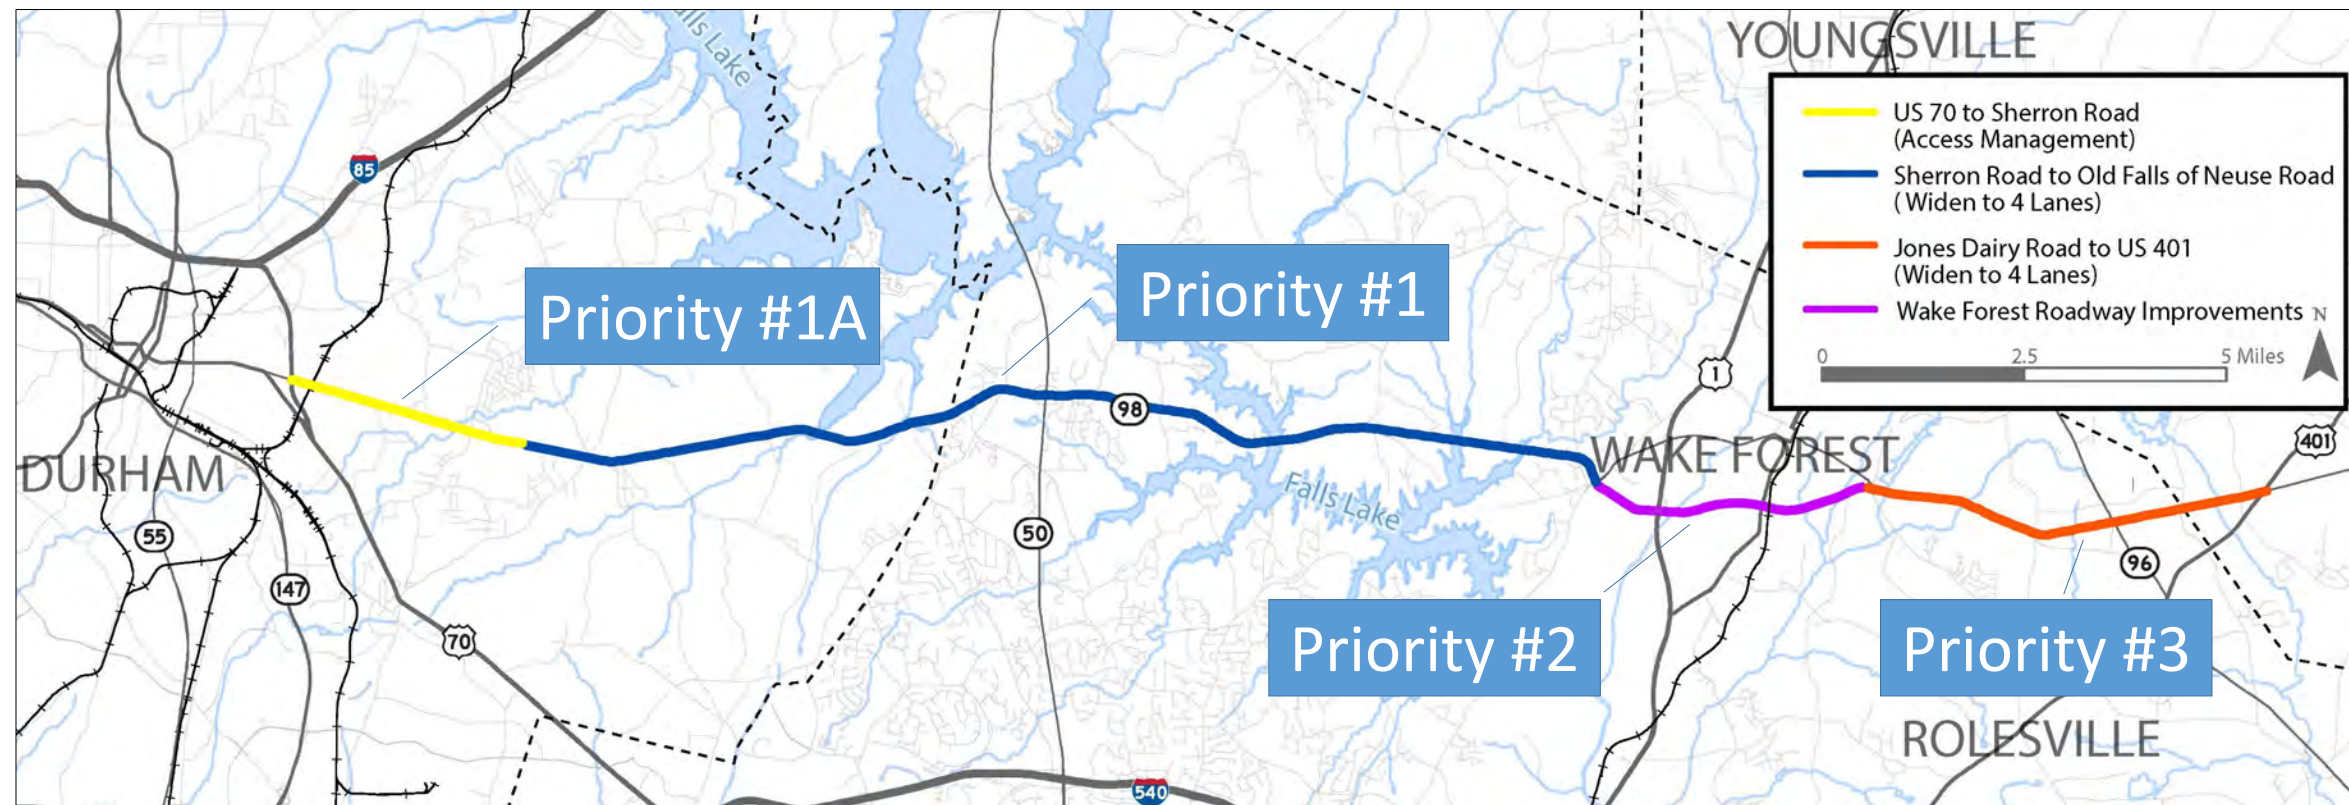 Falls Lake
YOUNGSVILLE
US 70 to Sherron Road
(Access Management)
Sherron Road to Old Falls of Neuse Road
( Widen to 4 Lanes)
Jones Dairy Road to US 401
(Widen to 4 Lanes)
Wake Forest Roadway Improvements
N
0 2.5 5 Miles
85
Priority #1A
Priority #1
1
98
401
DURHAM
WAKE FOREST
Falls Lake
55
50
96
147
70
Priority #2
Priority #3
ROLESVILLE
540